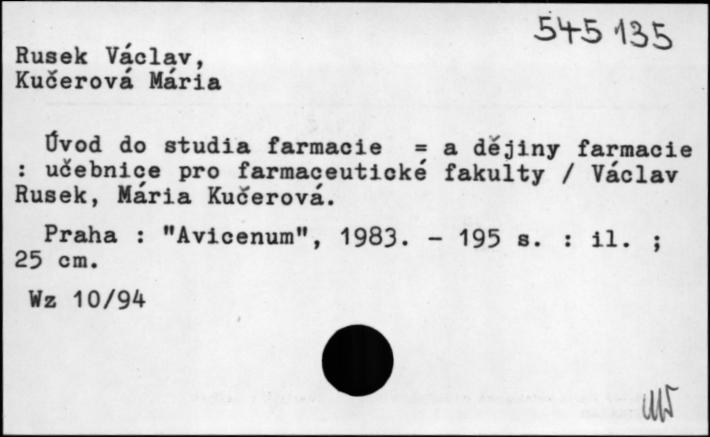 545 135
Rusek Václav,
Kučerová Mária
Úvod do studia farmacie = a dějiny farmacie
: učebnice pro farmaceutické fakulty / Václav
Rusek, Mária Kučerová.
Praha : "Avicenum", 1983. - 195 s. : il. ;
25 cm.
Wz 10/94